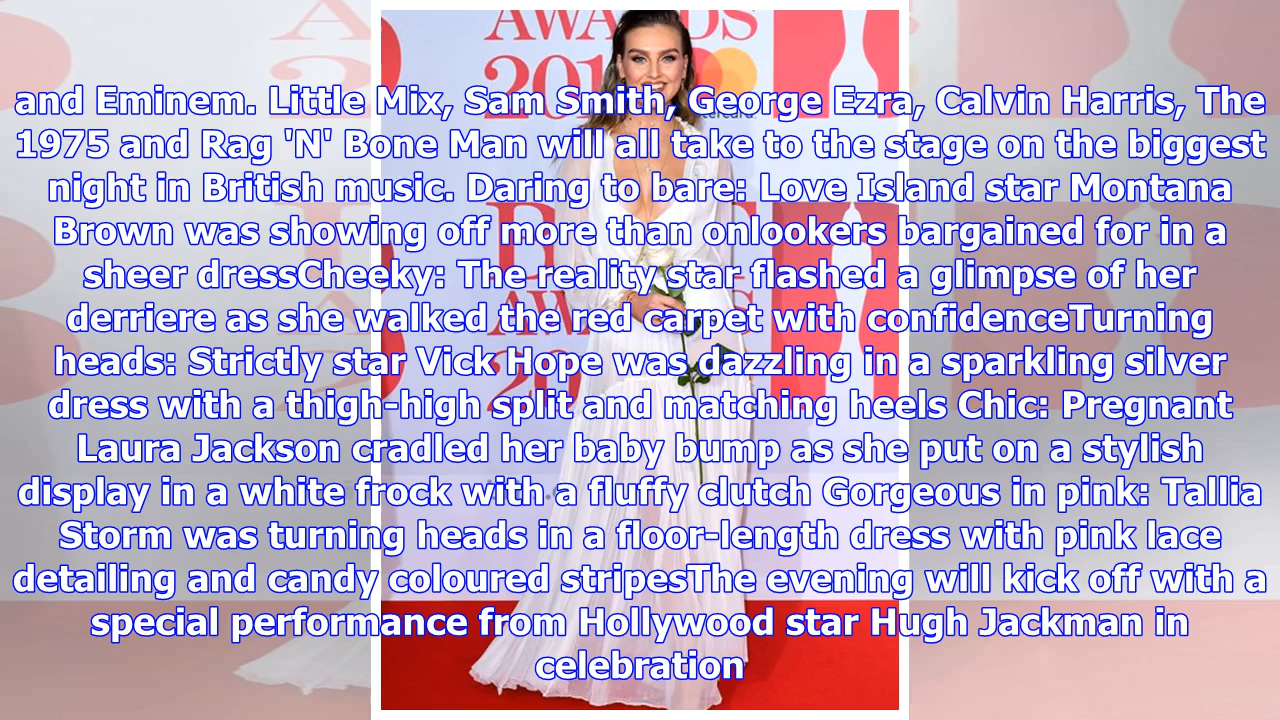 AWARDS
201
and Eminem. Little Mix, Sam Smith, George Ezra, Calvin Harris, The
1975 and Rag 'N' Bone Man will all take to the stage on the biggest
night in British music. Daring to bare: Love Island star Montana
Brown was showing off more than onlookers bargained for in a
sheer dressCheeky: The reality star flashed a glimpse of her
derriere as she walked the red carpet with confidenceTurning
heads: Strictly star Vick Hope was dazzling in a sparkling silver
dress with a thigh-high split and matching heels Chic: Pregnant
Laura Jackson cradled her baby bump as she put on a stylish
display in a white frock with a fluffy clutch Gorgeous in pink: Tallia
Storm was turning heads in a floor-length dress with pink lace
detailing and candy coloured stripesThe evening will kick off with a
special performance from Hollywood star Hugh Jackman in
celebration